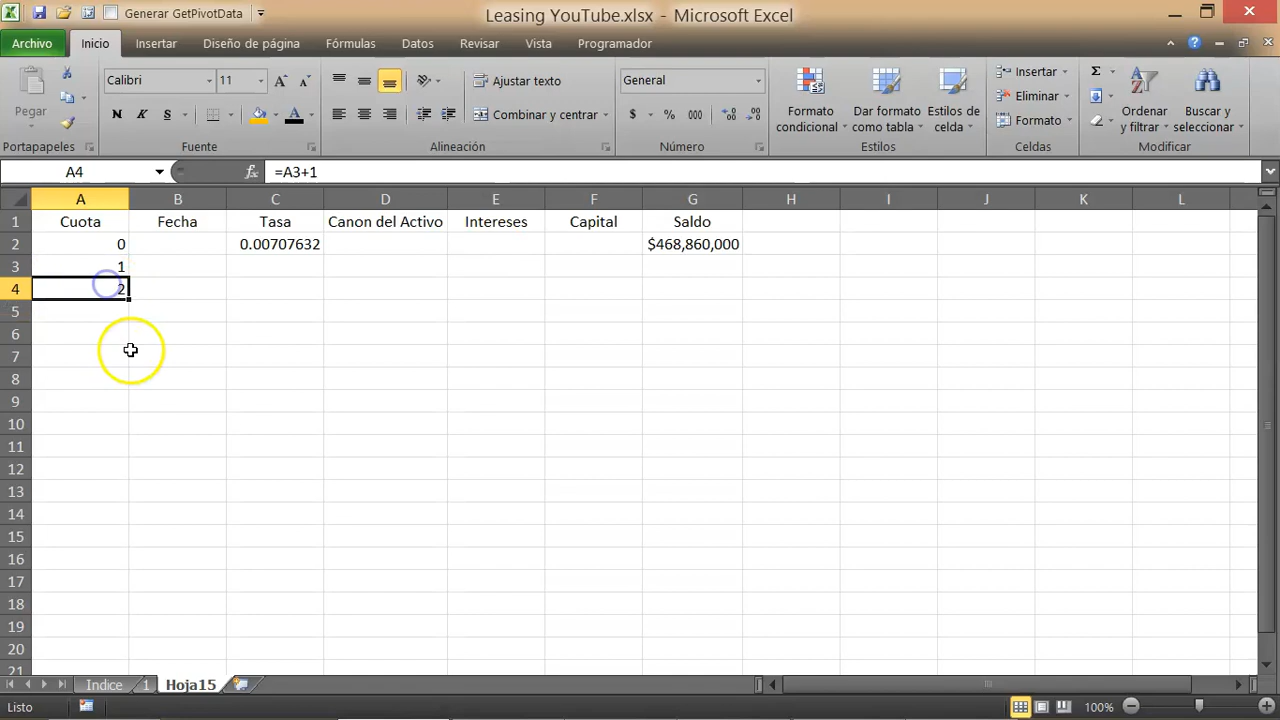 Generar GetPivotData
Leasing YouTube.xlsx - Microsoft Excel
Archivo Inicio Insertar Diseño de página Fórmulas Datos Revisar Vista Programador
Pegar
Portapapeles
Calibri 11
N K S A
Fuente
Ajustar texto
Combinar y centrar
Alineación
General
$ % 000
Número
Formato condicional
Dar formato como tabla
Estilos de celda
Estilos
Insertar
Eliminar
Formato
Celdas
Ordenar y filtrar
Buscar y seleccionar
Modificar
A4 fx =A3+1
A B C D E F G H I J K L
1 Cuota Fecha Tasa Canon del Activo Intereses Capital Saldo
2 0 0.00707632 $468,860,000
3 1
4 2
5
6
7
8
9
10
11
12
13
14
15
16
17
18
19
20
21
Indice 1 Hoja15
Listo 100%